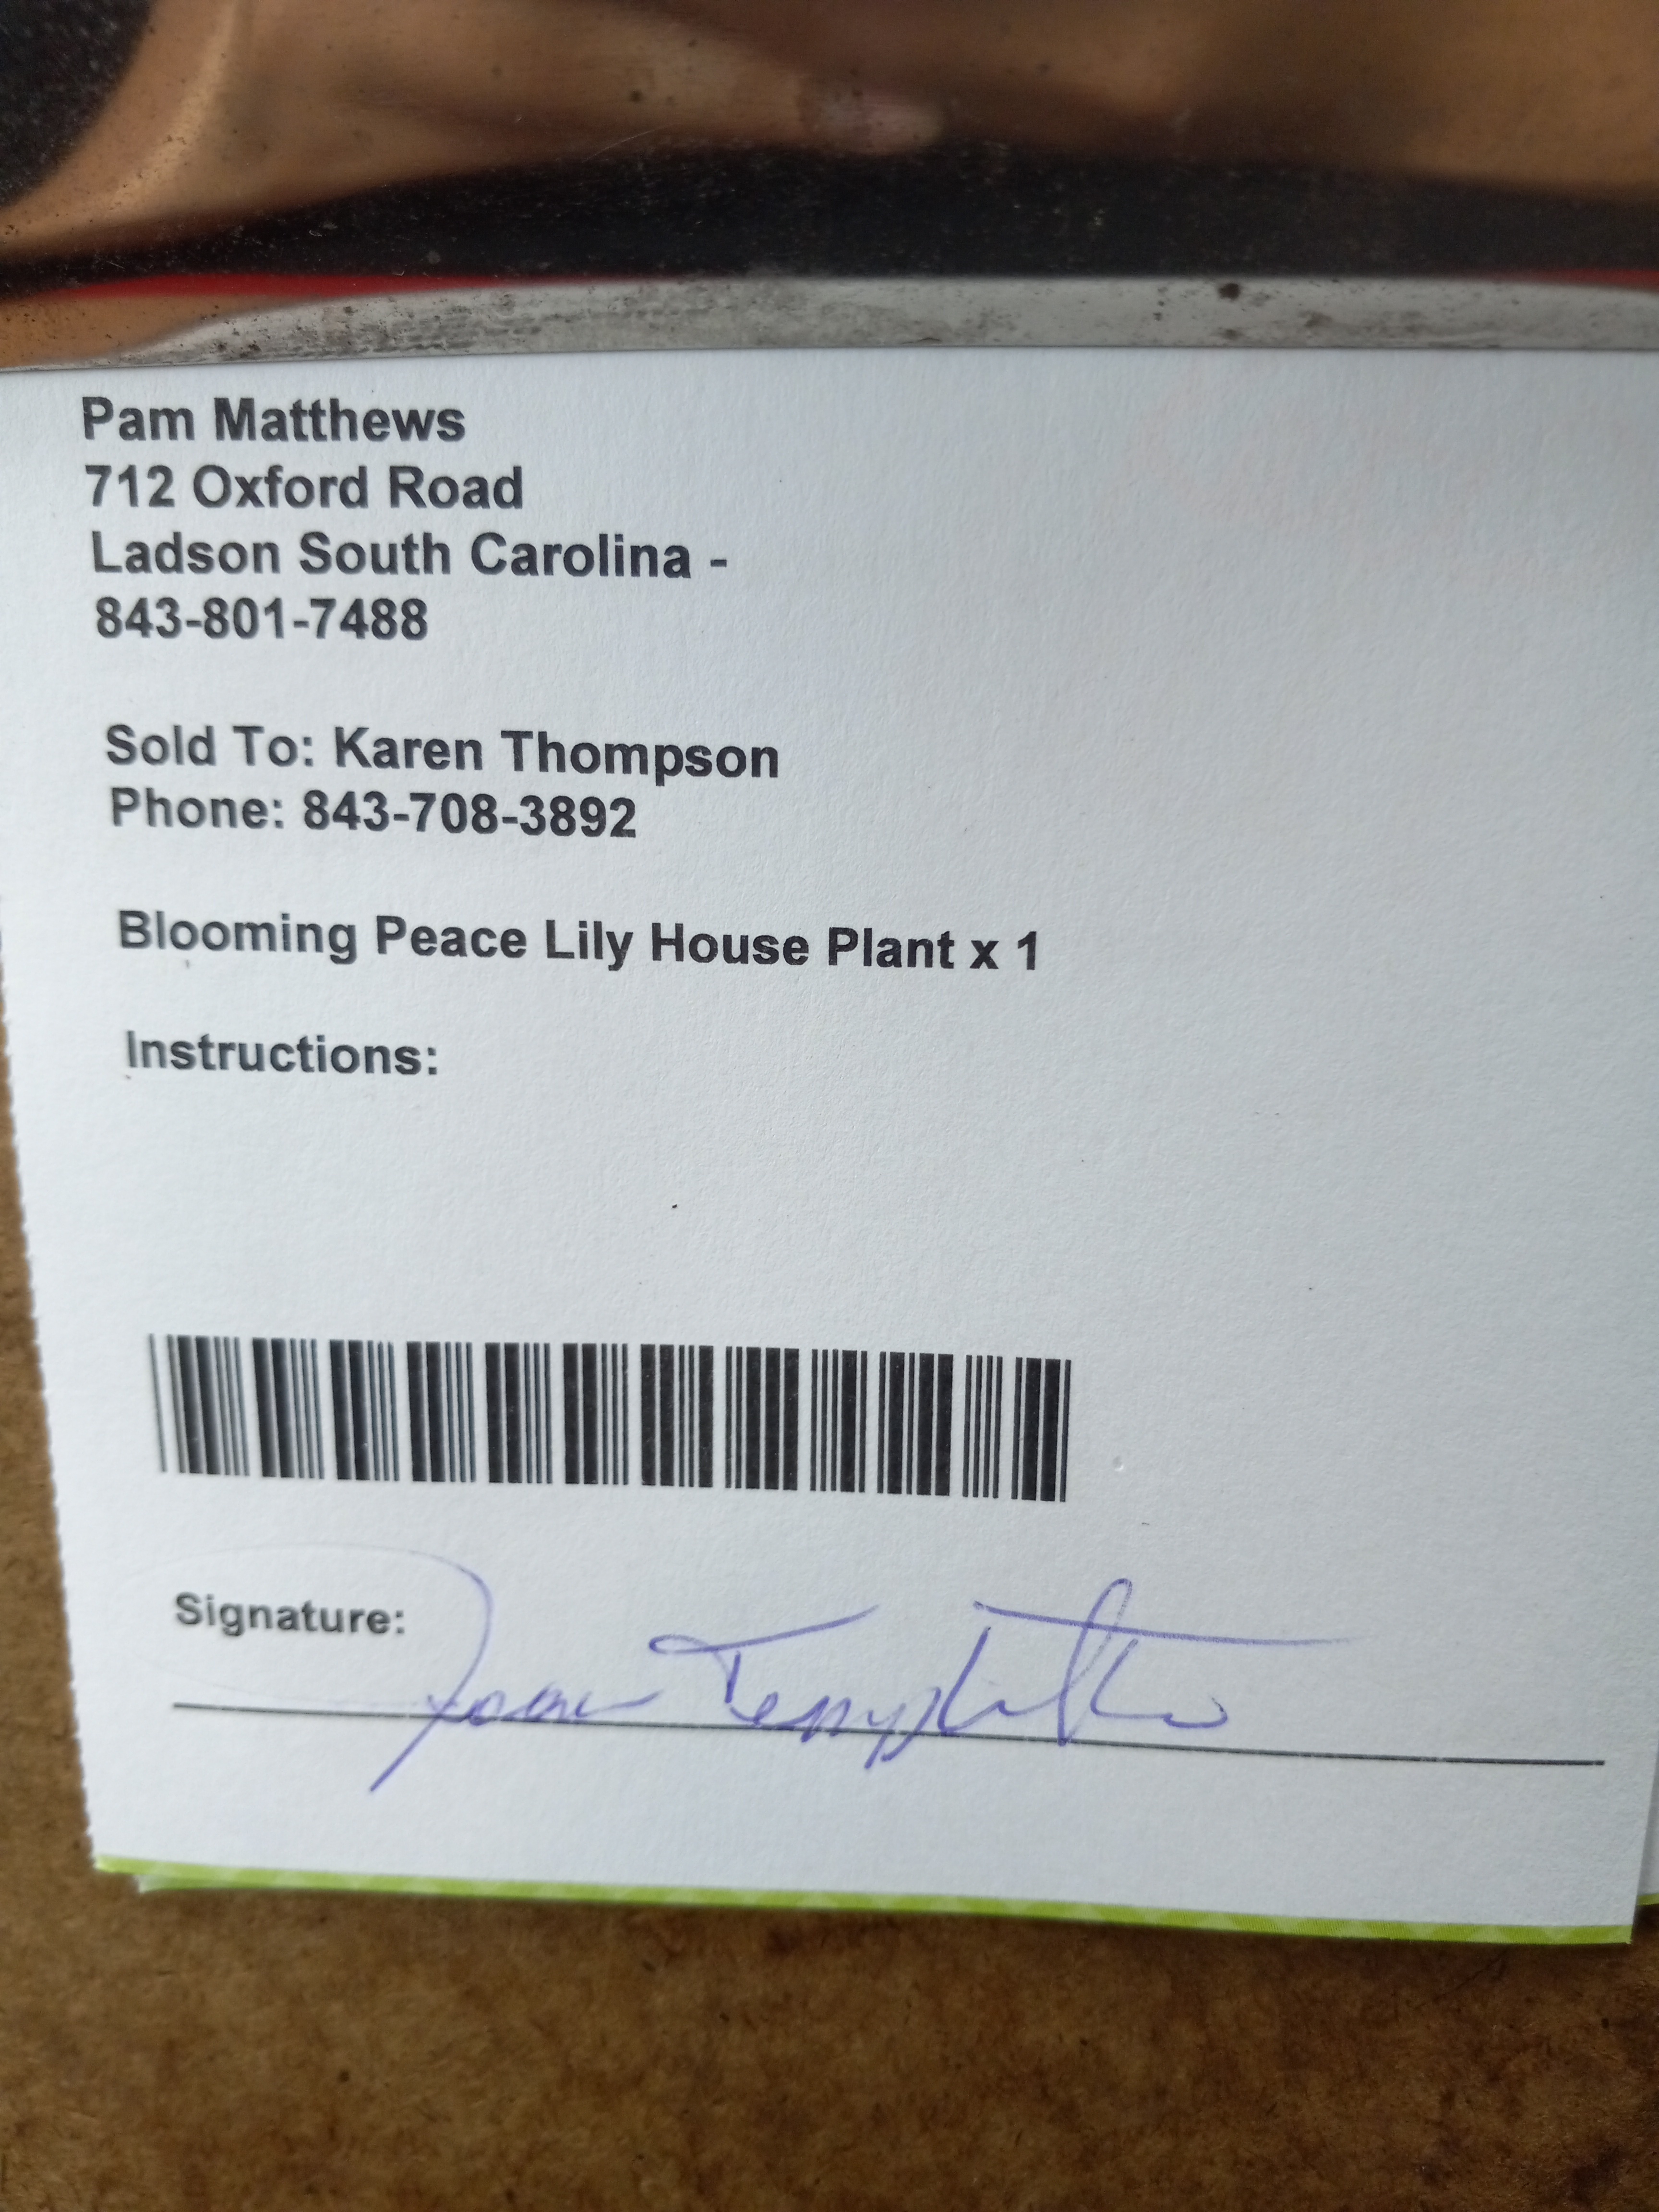 Pam Matthews
712 Oxford Road
Ladson South Carolina -
843-801-7488
Sold To: Karen Thompson
Phone: 843-708-3892
Blooming Peace Lily House Plant x 1
Instructions:
Signature: